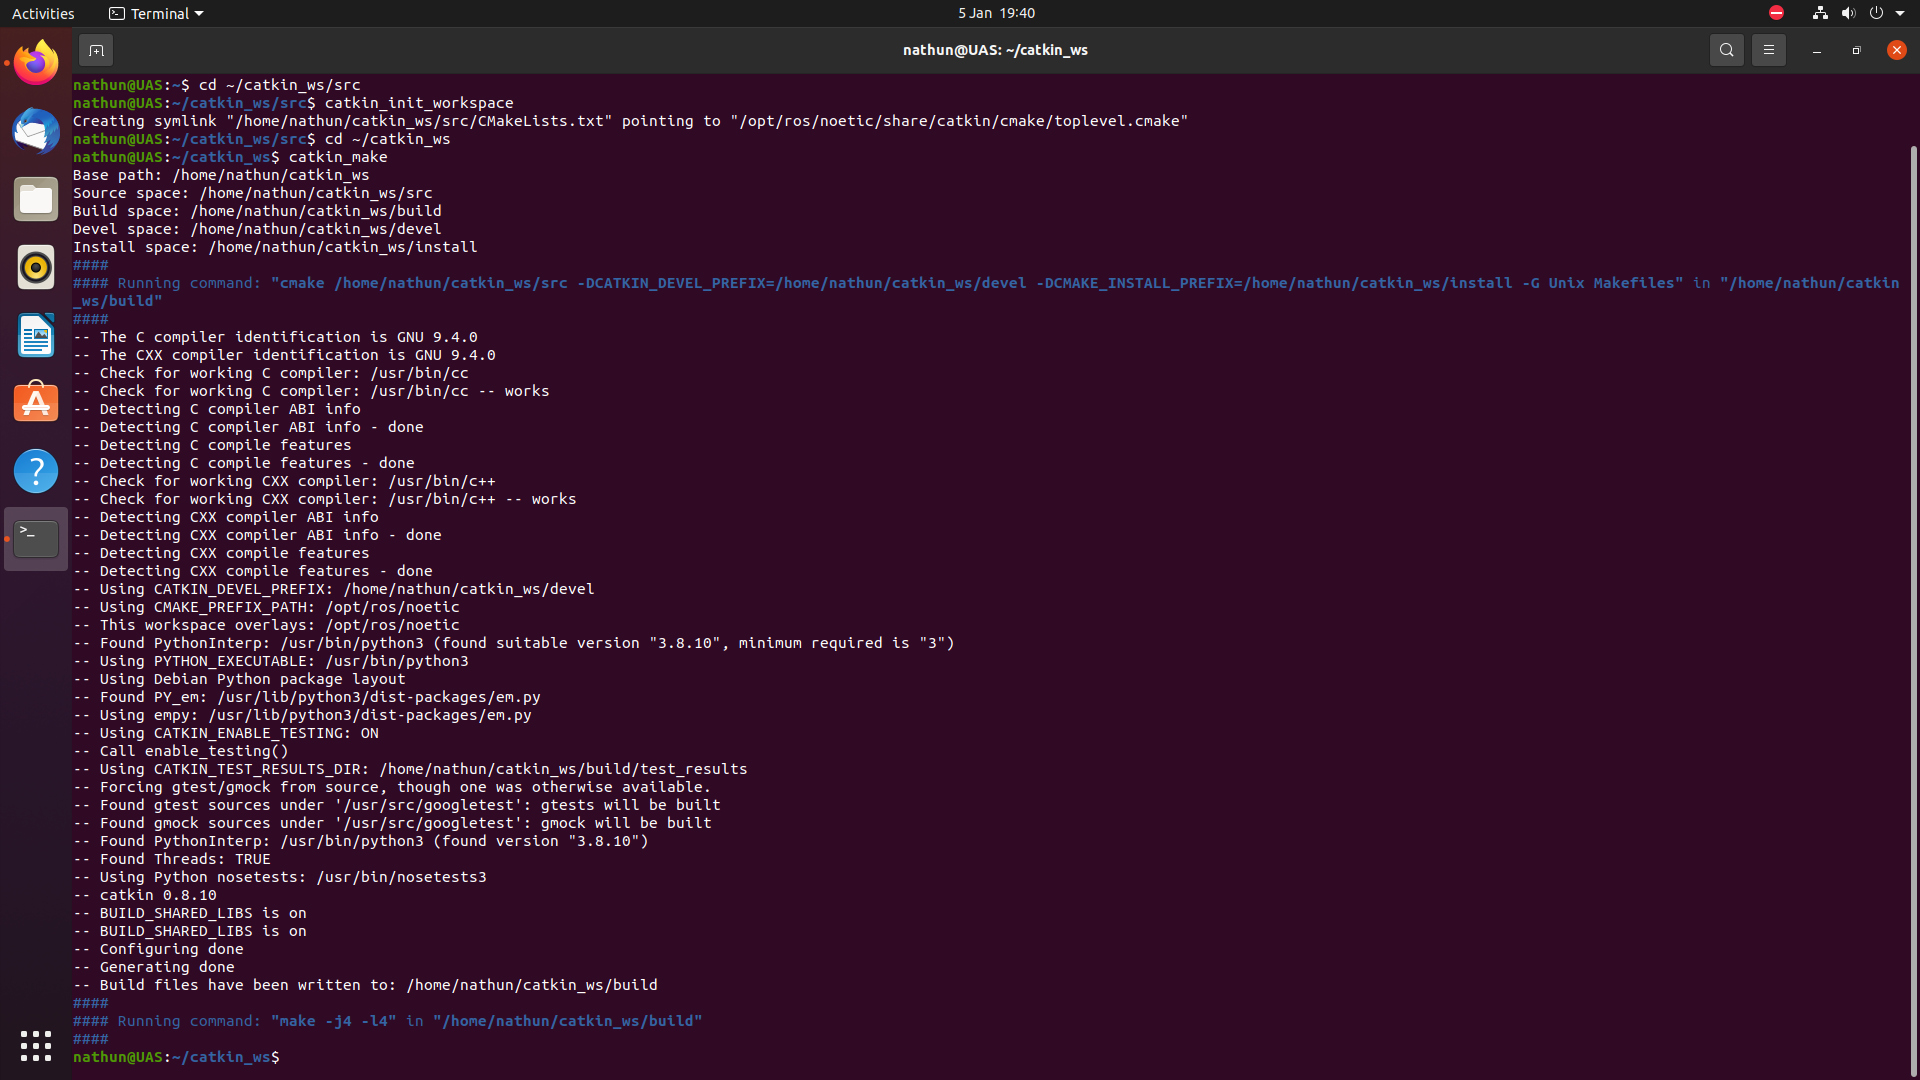 Activities Terminal 5 Jan 19:40
nathun@UAS: ~/catkin_ws
nathun@UAS:~$ cd ~/catkin_ws/src
nathun@UAS:~/catkin_ws/src$ catkin_init_workspace
Creating symlink "/home/nathun/catkin_ws/src/CMakeLists.txt" pointing to "/opt/ros/noetic/share/catkin/cmake/toplevel.cmake"
nathun@UAS:~/catkin_ws/src$ cd ~/catkin_ws
nathun@UAS:~/catkin_ws$ catkin_make
Base path: /home/nathun/catkin_ws
Source space: /home/nathun/catkin_ws/src
Build space: /home/nathun/catkin_ws/build
Devel space: /home/nathun/catkin_ws/devel
Install space: /home/nathun/catkin_ws/install
####
#### Running command: "cmake /home/nathun/catkin_ws/src -DCATKIN_DEVEL_PREFIX=/home/nathun/catkin_ws/devel -DCMAKE_INSTALL_PREFIX=/home/nathun/catkin_ws/install -G Unix Makefiles" in "/home/nathun/catkin
_ws/build"
####
-- The C compiler identification is GNU 9.4.0
-- The CXX compiler identification is GNU 9.4.0
-- Check for working C compiler: /usr/bin/cc
-- Check for working C compiler: /usr/bin/cc -- works
-- Detecting C compiler ABI info
-- Detecting C compiler ABI info - done
-- Detecting C compile features
-- Detecting C compile features - done
-- Check for working CXX compiler: /usr/bin/c++
-- Check for working CXX compiler: /usr/bin/c++ -- works
-- Detecting CXX compiler ABI info
-- Detecting CXX compiler ABI info - done
-- Detecting CXX compile features
-- Detecting CXX compile features - done
-- Using CATKIN_DEVEL_PREFIX: /home/nathun/catkin_ws/devel
-- Using CMAKE_PREFIX_PATH: /opt/ros/noetic
-- This workspace overlays: /opt/ros/noetic
-- Found PythonInterp: /usr/bin/python3 (found suitable version "3.8.10", minimum required is "3")
-- Using PYTHON_EXECUTABLE: /usr/bin/python3
-- Using Debian Python package layout
-- Found PY_em: /usr/lib/python3/dist-packages/em.py
-- Using empy: /usr/lib/python3/dist-packages/em.py
-- Using CATKIN_ENABLE_TESTING: ON
-- Call enable_testing()
-- Using CATKIN_TEST_RESULTS_DIR: /home/nathun/catkin_ws/build/test_results
-- Forcing gtest/gmock from source, though one was otherwise available.
-- Found gtest sources under '/usr/src/googletest': gtests will be built
-- Found gmock sources under '/usr/src/googletest': gmock will be built
-- Found PythonInterp: /usr/bin/python3 (found version "3.8.10")
-- Found Threads: TRUE
-- Using Python nosetests: /usr/bin/nosetests3
-- catkin 0.8.10
-- BUILD_SHARED_LIBS is on
-- BUILD_SHARED_LIBS is on
-- Configuring done
-- Generating done
-- Build files have been written to: /home/nathun/catkin_ws/build
####
#### Running command: "make -j4 -l4" in "/home/nathun/catkin_ws/build"
####
nathun@UAS:~/catkin_ws$